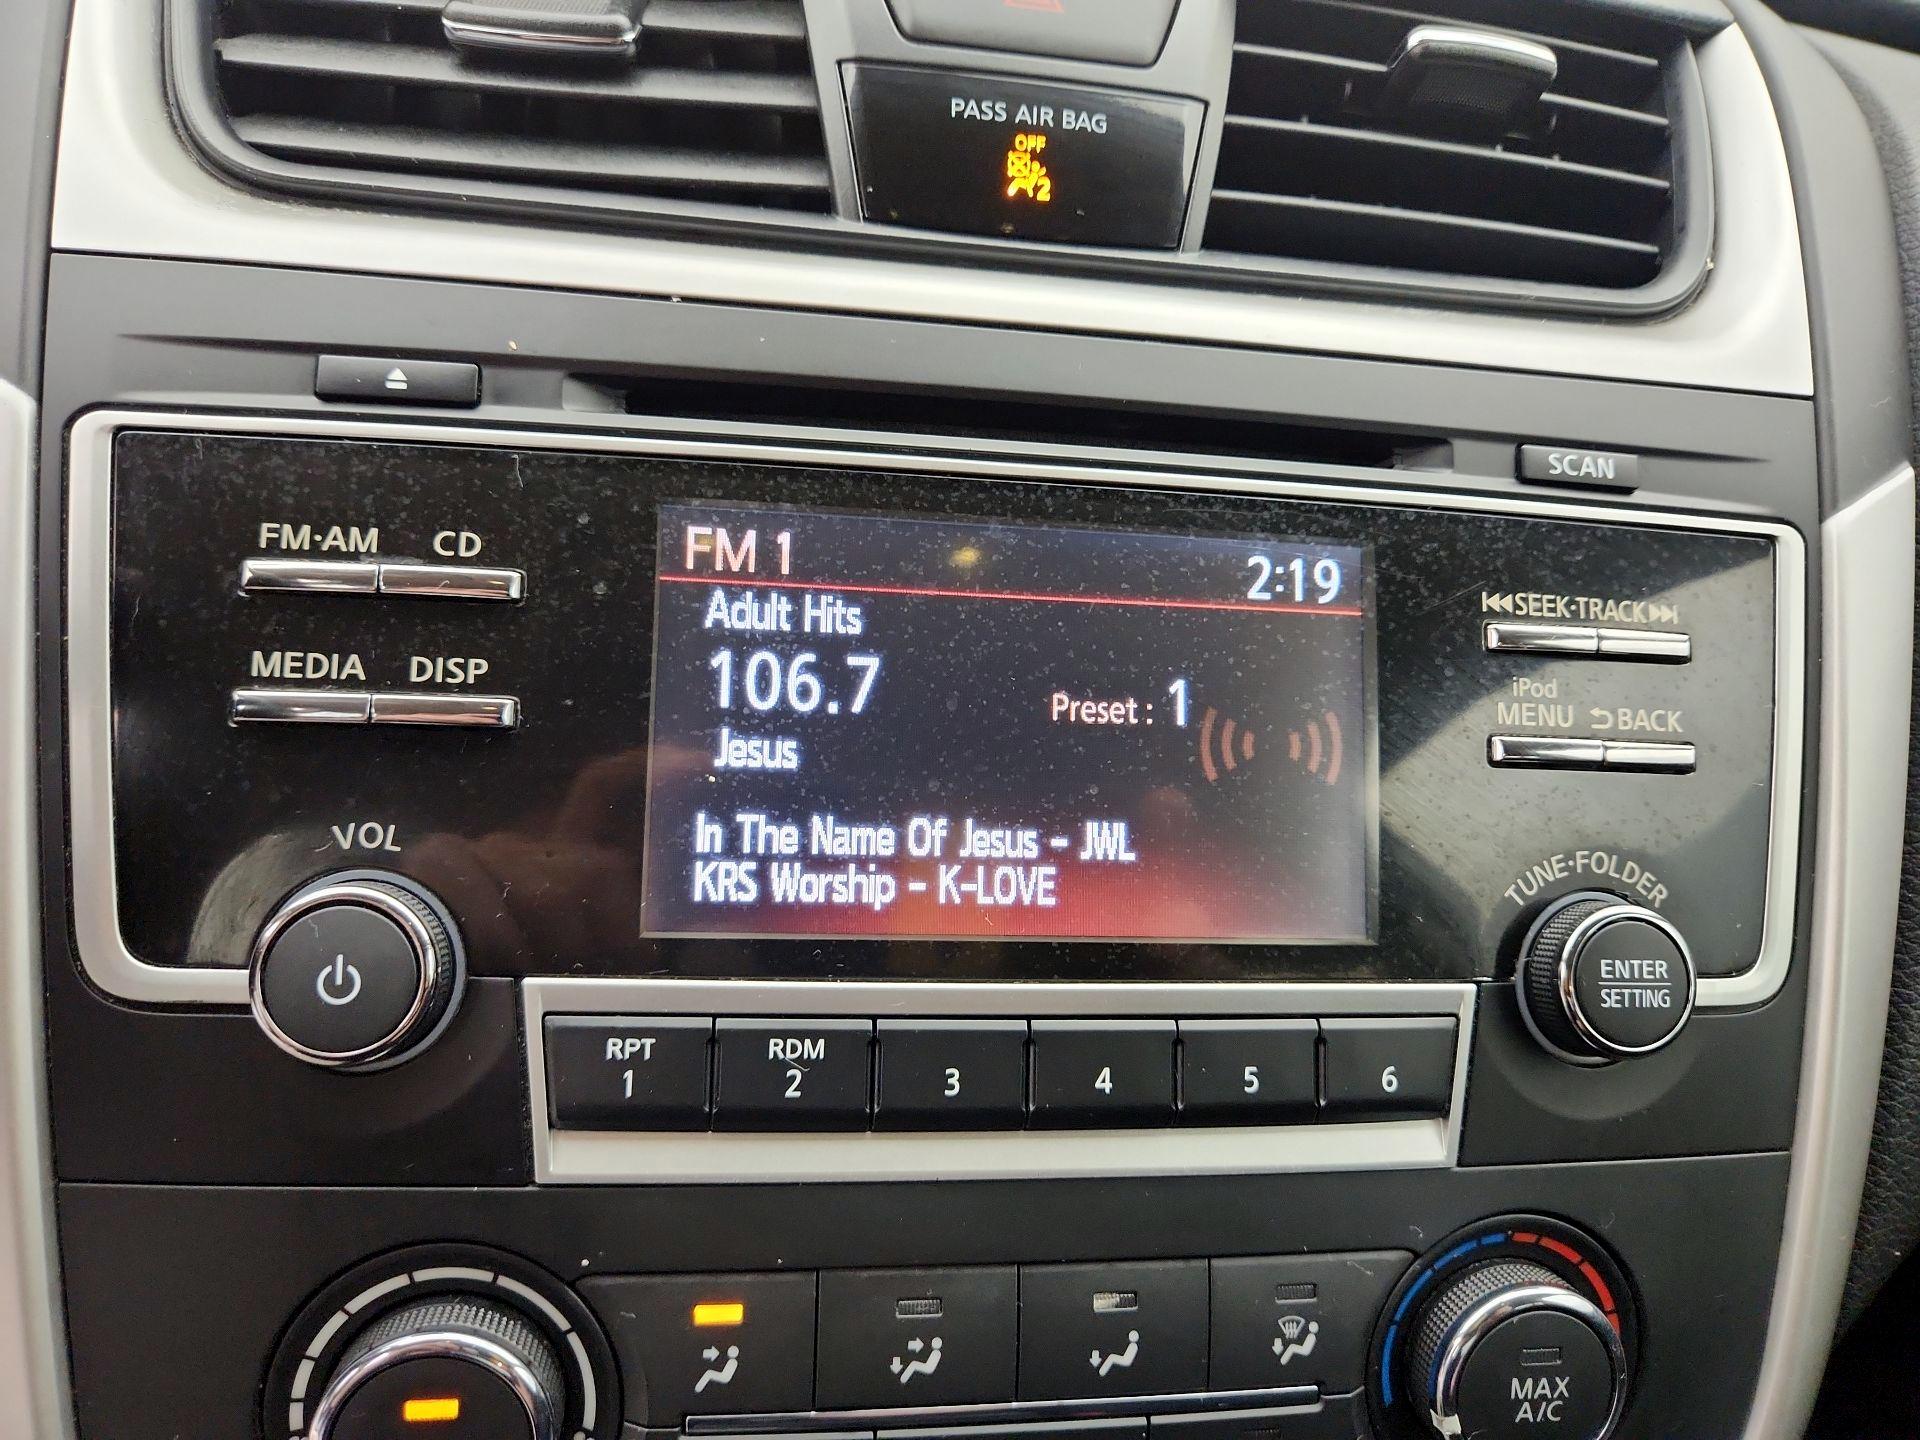 PASS AIR BAG
OFF
2
SCAN
FM·AM CD
MEDIA DISP
VOL
FM 1 2:19
Adult Hits
106.7
Preset : 1
Jesus
In The Name Of Jesus - JWL
KRS Worship - K-LOVE
SEEK·TRACK
iPod
MENU BACK
TUNE·FOLDER
ENTER
SETTING
RPT RDM
1 2 3 4 5 6
MAX
A/C